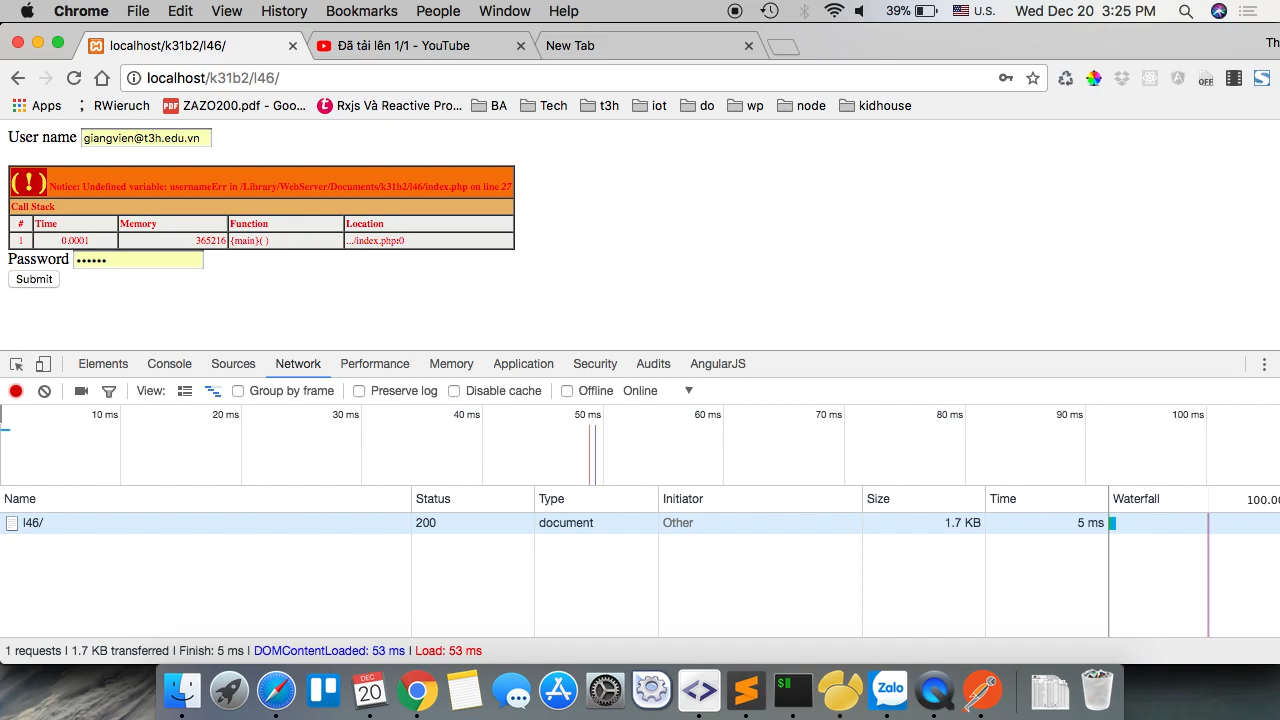 Chrome File Edit View History Bookmarks People Window Help 39% U.S. Wed Dec 20 3:25 PM
localhost/k31b2/l46/ Đã tải lên 1/1 - YouTube New Tab Th
localhost/k31b2/l46/
Apps RWieruch ZAZO200.pdf - Goo... Rxjs Và Reactive Pro... BA Tech t3h iot do wp node kidhouse
User name giangvien@t3h.edu.vn
( ! ) Notice: Undefined variable: usernameErr in /Library/WebServer/Documents/k31b2/l46/index.php on line 27
Call Stack
# Time Memory Function Location
1 0.0001 365216 {main}( ) .../index.php:0
Password ••••••
Submit
Elements Console Sources Network Performance Memory Application Security Audits AngularJS
View: Group by frame Preserve log Disable cache Offline Online
10 ms 20 ms 30 ms 40 ms 50 ms 60 ms 70 ms 80 ms 90 ms 100 ms
Name Status Type Initiator Size Time Waterfall 100.0
l46/ 200 document Other 1.7 KB 5 ms
1 requests | 1.7 KB transferred | Finish: 5 ms | DOMContentLoaded: 53 ms | Load: 53 ms
DEC
20
$
Zalo